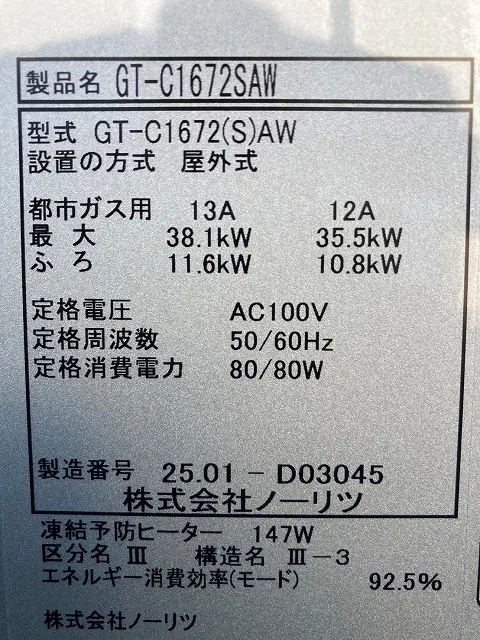 製品名 GT-C1672SAW
型式 GT-C1672(S)AW
設置の方式 屋外式
都市ガス用 13A 12A
最 大 38.1kW 35.5kW
ふ ろ 11.6kW 10.8kW
定格電圧 AC100V
定格周波数 50/60Hz
定格消費電力 80/80W
製造番号 25.01 - D03045
株式会社ノーリツ
凍結予防ヒーター 147W
区分名 Ⅲ 構造名 Ⅲ-3
エネルギー消費効率(モード) 92.5%
株式会社ノーリツ